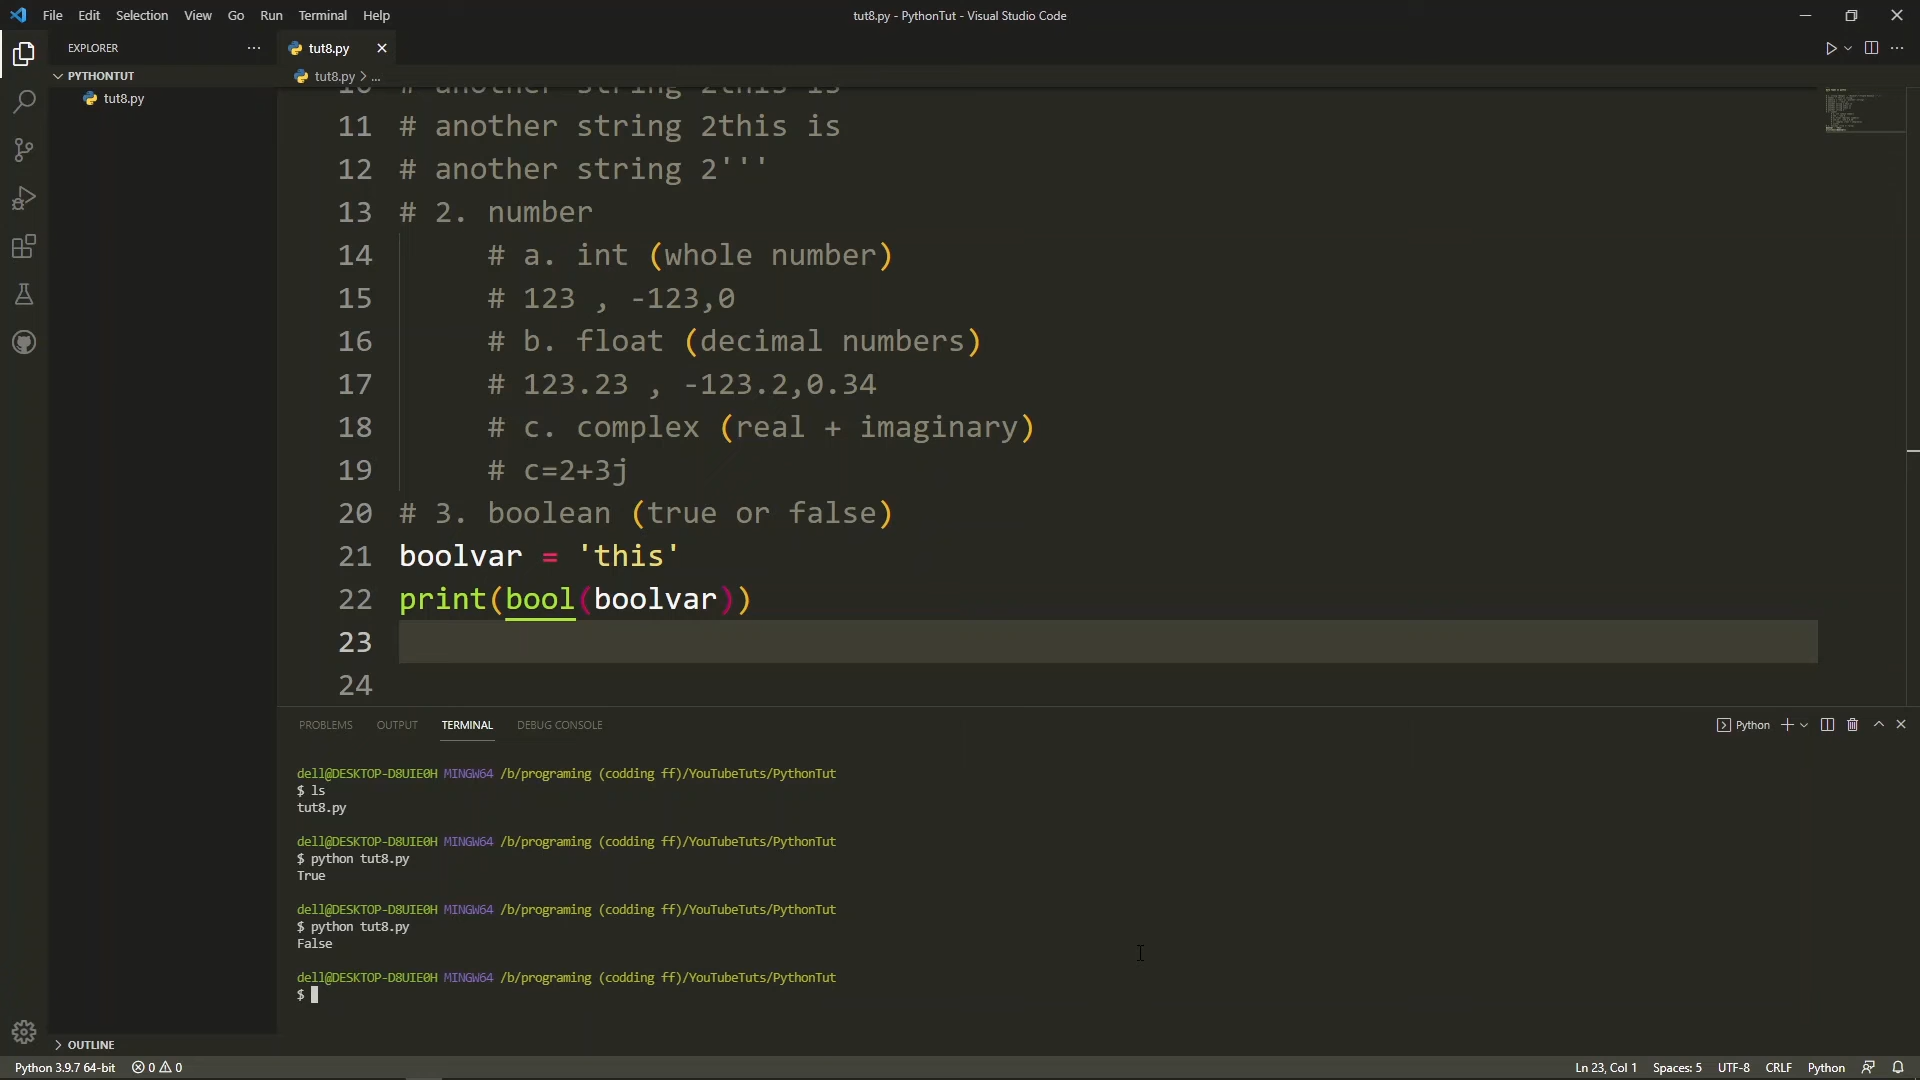 File Edit Selection View Go Run Terminal Help
tut8.py - PythonTut - Visual Studio Code
EXPLORER
PYTHONTUT
tut8.py
tut8.py
tut8.py > ...
10 # another string 2this is
11 # another string 2this is
12 # another string 2'''
13 # 2. number
14 # a. int (whole number)
15 # 123 , -123,0
16 # b. float (decimal numbers)
17 # 123.23 , -123.2,0.34
18 # c. complex (real + imaginary)
19 # c=2+3j
20 # 3. boolean (true or false)
21 boolvar = 'this'
22 print(bool(boolvar))
23
24
PROBLEMS OUTPUT TERMINAL DEBUG CONSOLE
Python
dell@DESKTOP-D8UIE0H MINGW64 /b/programing (codding ff)/YouTubeTuts/PythonTut
$ ls
tut8.py
dell@DESKTOP-D8UIE0H MINGW64 /b/programing (codding ff)/YouTubeTuts/PythonTut
$ python tut8.py
True
dell@DESKTOP-D8UIE0H MINGW64 /b/programing (codding ff)/YouTubeTuts/PythonTut
$ python tut8.py
False
dell@DESKTOP-D8UIE0H MINGW64 /b/programing (codding ff)/YouTubeTuts/PythonTut
$
OUTLINE
Python 3.9.7 64-bit 0 0
Ln 23, Col 1 Spaces: 5 UTF-8 CRLF Python